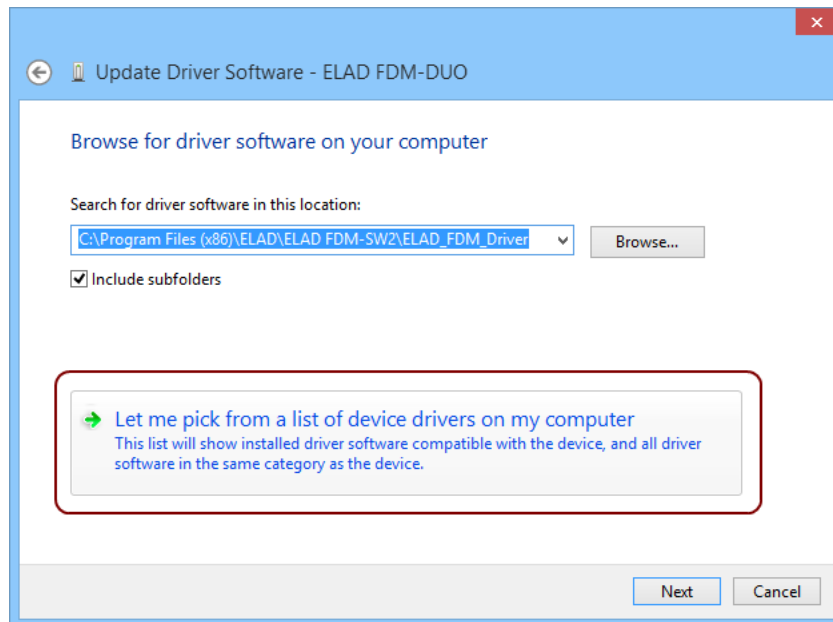 Update Driver Software - ELAD FDM-DUO
Browse for driver software on your computer
Search for driver software in this location:
C:\Program Files (x86)\ELAD\ELAD FDM-SW2\ELAD_FDM_Driver
Browse...
Include subfolders
Let me pick from a list of device drivers on my computer
This list will show installed driver software compatible with the device, and all driver
software in the same category as the device.
Next
Cancel